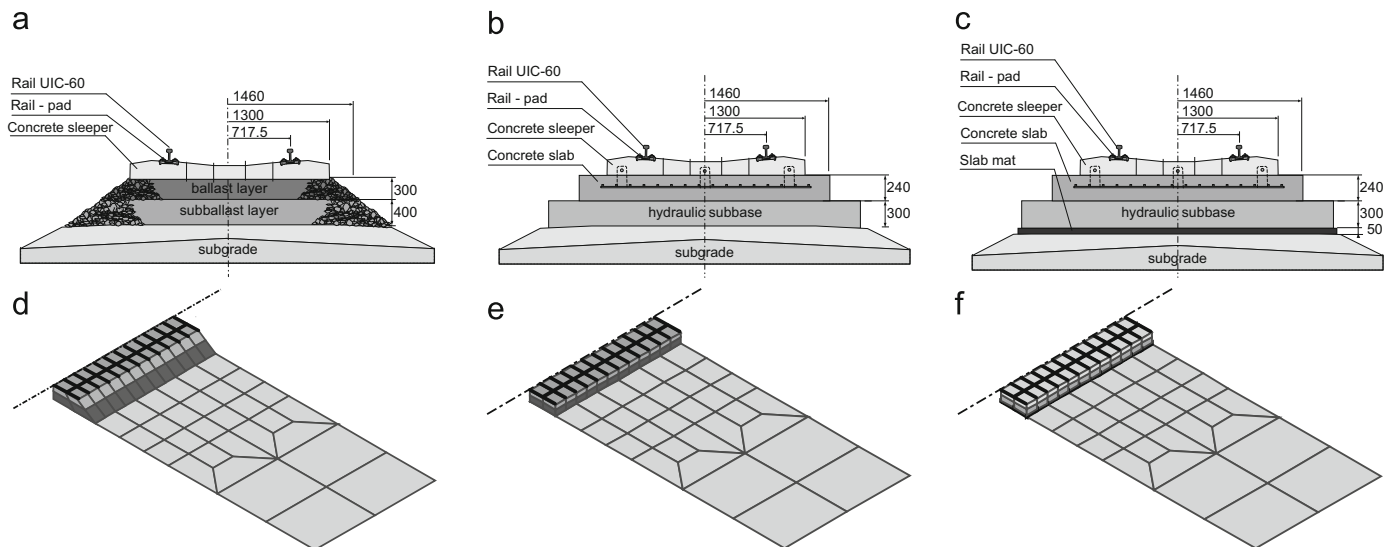 a
Rail UIC-60
Rail - pad
Concrete sleeper
1460
1300
717.5
ballast layer
subballast layer
subgrade
300
400
b
Rail UIC-60
Rail - pad
Concrete sleeper
Concrete slab
1460
1300
717.5
hydraulic subbase
subgrade
240
300
c
Rail UIC-60
Rail - pad
Concrete sleeper
Concrete slab
Slab mat
1460
1300
717.5
hydraulic subbase
subgrade
240
300
50
d
e
f